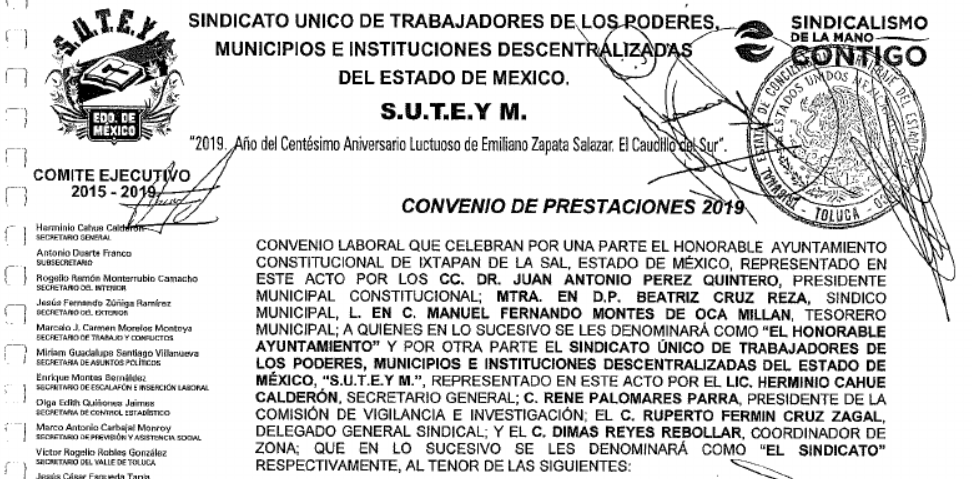 S.U.T.E.Y M.
EDO. DE
MÉXICO
SINDICATO UNICO DE TRABAJADORES DE LOS PODERES,
MUNICIPIOS E INSTITUCIONES DESCENTRALIZADAS
DEL ESTADO DE MEXICO.
S.U.T.E.Y M.
"2019. Año del Centésimo Aniversario Luctuoso de Emiliano Zapata Salazar. El Caudillo del Sur".
SINDICALISMO
DE LA MANO
CONTIGO
ESTADOS UNIDOS MEXICANOS
TRIBUNAL ESTATAL DE CONCILIACION Y ARBITRAJE DEL ESTADO
TOLUCA
COMITE EJECUTIVO
2015 - 2019
Herminio Cahue Calderón
SECRETARIO GENERAL
Antonio Duarte Franco
SUBSECRETARIO
Rogelio Ramón Monterrubio Camacho
SECRETARIO DEL INTERIOR
Jesús Fernando Zúñiga Ramírez
SECRETARIO DEL EXTERIOR
Marcelo J. Carmen Morelos Montoya
SECRETARIO DE TRABAJO Y CONFLICTOS
Miriam Guadalupe Santiago Villanueva
SECRETARIA DE ASUNTOS POLÍTICOS
Enrique Montes Bernáldez
SECRETARIO DE ESCALAFÓN E INSERCIÓN LABORAL
Olga Edith Quiñones Jaimes
SECRETARIA DE CONTROL ESTADÍSTICO
Marco Antonio Carbajal Monroy
SECRETARIO DE PREVISIÓN Y ASISTENCIA SOCIAL
Víctor Rogelio Robles González
SECRETARIO DEL VALLE DE TOLUCA
Jesús César Esqueda Tapia
CONVENIO DE PRESTACIONES 2019
CONVENIO LABORAL QUE CELEBRAN POR UNA PARTE EL HONORABLE AYUNTAMIENTO
CONSTITUCIONAL DE IXTAPAN DE LA SAL, ESTADO DE MÉXICO, REPRESENTADO EN
ESTE ACTO POR LOS CC. DR. JUAN ANTONIO PEREZ QUINTERO, PRESIDENTE
MUNICIPAL CONSTITUCIONAL; MTRA. EN D.P. BEATRIZ CRUZ REZA, SINDICO
MUNICIPAL, L. EN C. MANUEL FERNANDO MONTES DE OCA MILLAN, TESORERO
MUNICIPAL; A QUIENES EN LO SUCESIVO SE LES DENOMINARÁ COMO "EL HONORABLE
AYUNTAMIENTO" Y POR OTRA PARTE EL SINDICATO ÚNICO DE TRABAJADORES DE
LOS PODERES, MUNICIPIOS E INSTITUCIONES DESCENTRALIZADAS DEL ESTADO DE
MÉXICO, "S.U.T.E.Y M.", REPRESENTADO EN ESTE ACTO POR EL LIC. HERMINIO CAHUE
CALDERÓN, SECRETARIO GENERAL; C. RENE PALOMARES PARRA, PRESIDENTE DE LA
COMISIÓN DE VIGILANCIA E INVESTIGACIÓN; EL C. RUPERTO FERMIN CRUZ ZAGAL,
DELEGADO GENERAL SINDICAL; Y EL C. DIMAS REYES REBOLLAR, COORDINADOR DE
ZONA; QUE EN LO SUCESIVO SE LES DENOMINARÁ COMO "EL SINDICATO"
RESPECTIVAMENTE, AL TENOR DE LAS SIGUIENTES: